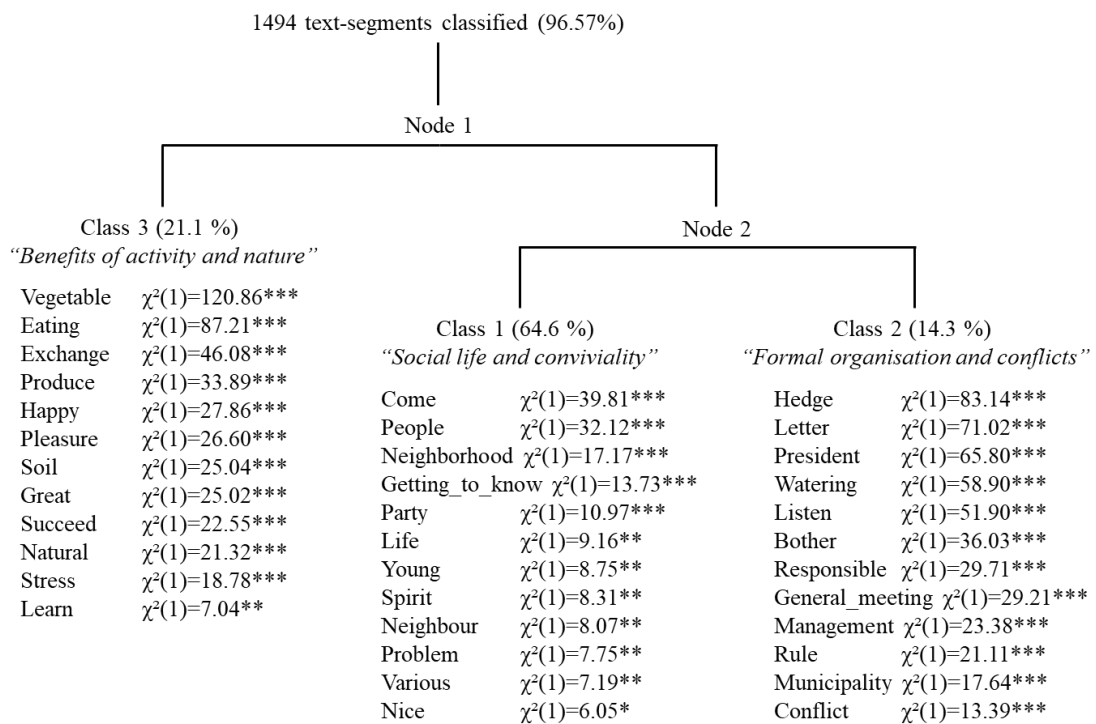 1494 text-segments classified (96.57%)
Node 1
Class 3 (21.1 %)
“Benefits of activity and nature”
Vegetable χ²(1)=120.86***
Eating χ²(1)=87.21***
Exchange χ²(1)=46.08***
Produce χ²(1)=33.89***
Happy χ²(1)=27.86***
Pleasure χ²(1)=26.60***
Soil χ²(1)=25.04***
Great χ²(1)=25.02***
Succeed χ²(1)=22.55***
Natural χ²(1)=21.32***
Stress χ²(1)=18.78***
Learn χ²(1)=7.04**
Node 2
Class 1 (64.6 %)
“Social life and conviviality”
Come χ²(1)=39.81***
People χ²(1)=32.12***
Neighborhood χ²(1)=17.17***
Getting_to_know χ²(1)=13.73***
Party χ²(1)=10.97***
Life χ²(1)=9.16**
Young χ²(1)=8.75**
Spirit χ²(1)=8.31**
Neighbour χ²(1)=8.07**
Problem χ²(1)=7.75**
Various χ²(1)=7.19**
Nice χ²(1)=6.05*
Class 2 (14.3 %)
“Formal organisation and conflicts”
Hedge χ²(1)=83.14***
Letter χ²(1)=71.02***
President χ²(1)=65.80***
Watering χ²(1)=58.90***
Listen χ²(1)=51.90***
Bother χ²(1)=36.03***
Responsible χ²(1)=29.71***
General_meeting χ²(1)=29.21***
Management χ²(1)=23.38***
Rule χ²(1)=21.11***
Municipality χ²(1)=17.64***
Conflict χ²(1)=13.39***